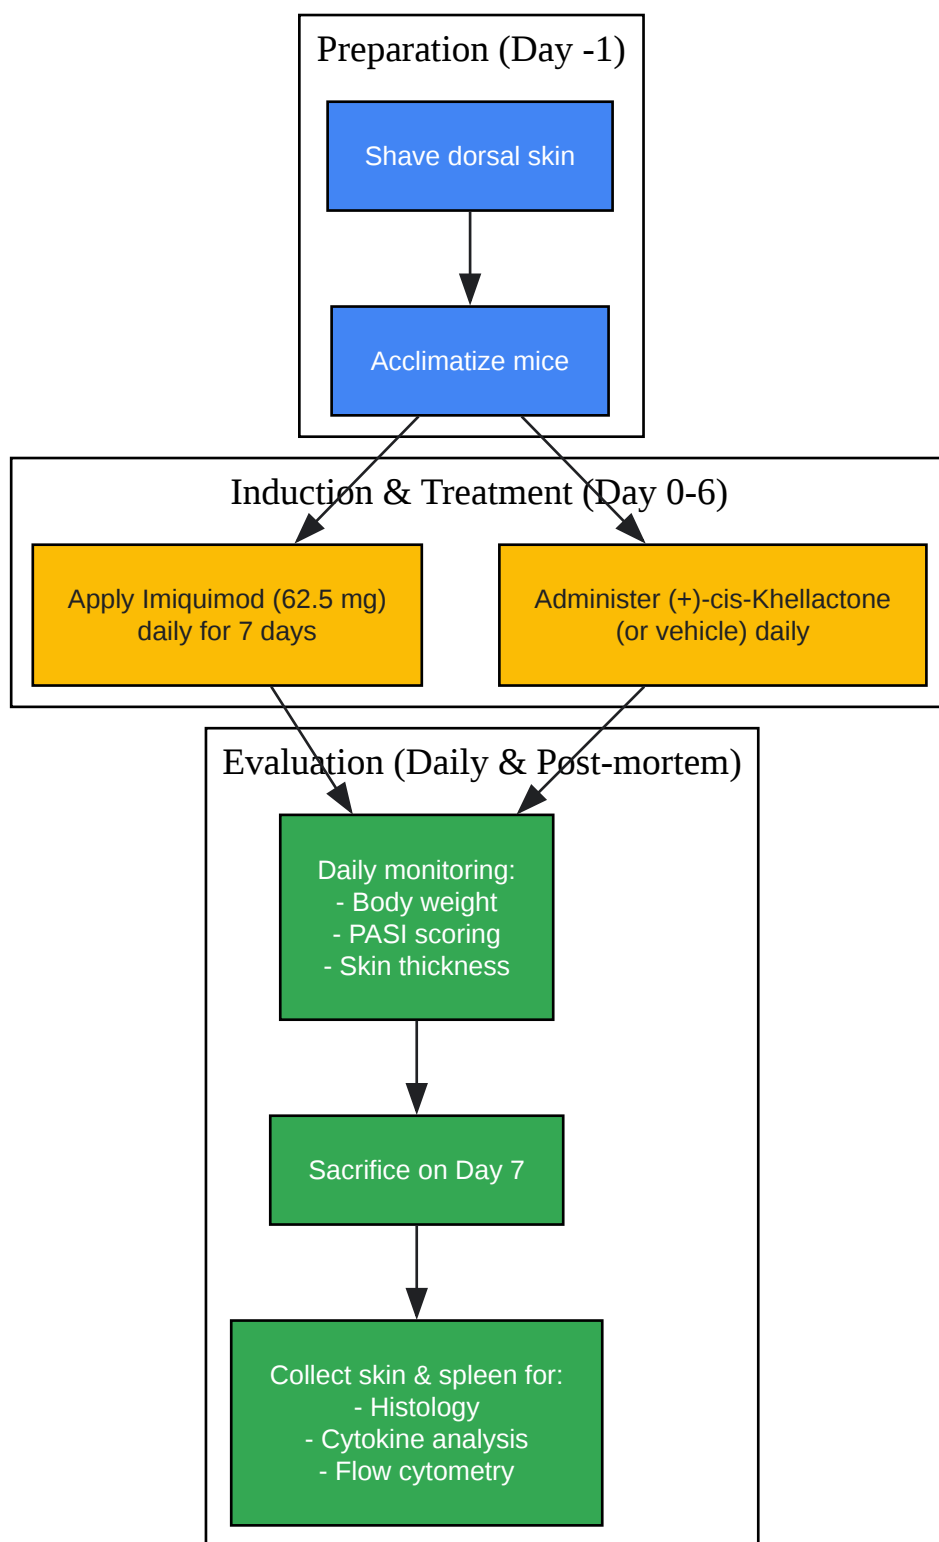 Preparation (Day -1)
Shave dorsal skin
Acclimatize mice
Induction & Treatment (Day 0-6)
Apply Imiquimod (62.5 mg)
daily for 7 days
Administer (+)-cis-Khellactone
(or vehicle) daily
Evaluation (Daily & Post-mortem)
Daily monitoring:
- Body weight
- PASI scoring
- Skin thickness
Sacrifice on Day 7
Collect skin & spleen for:
- Histology
- Cytokine analysis
- Flow cytometry